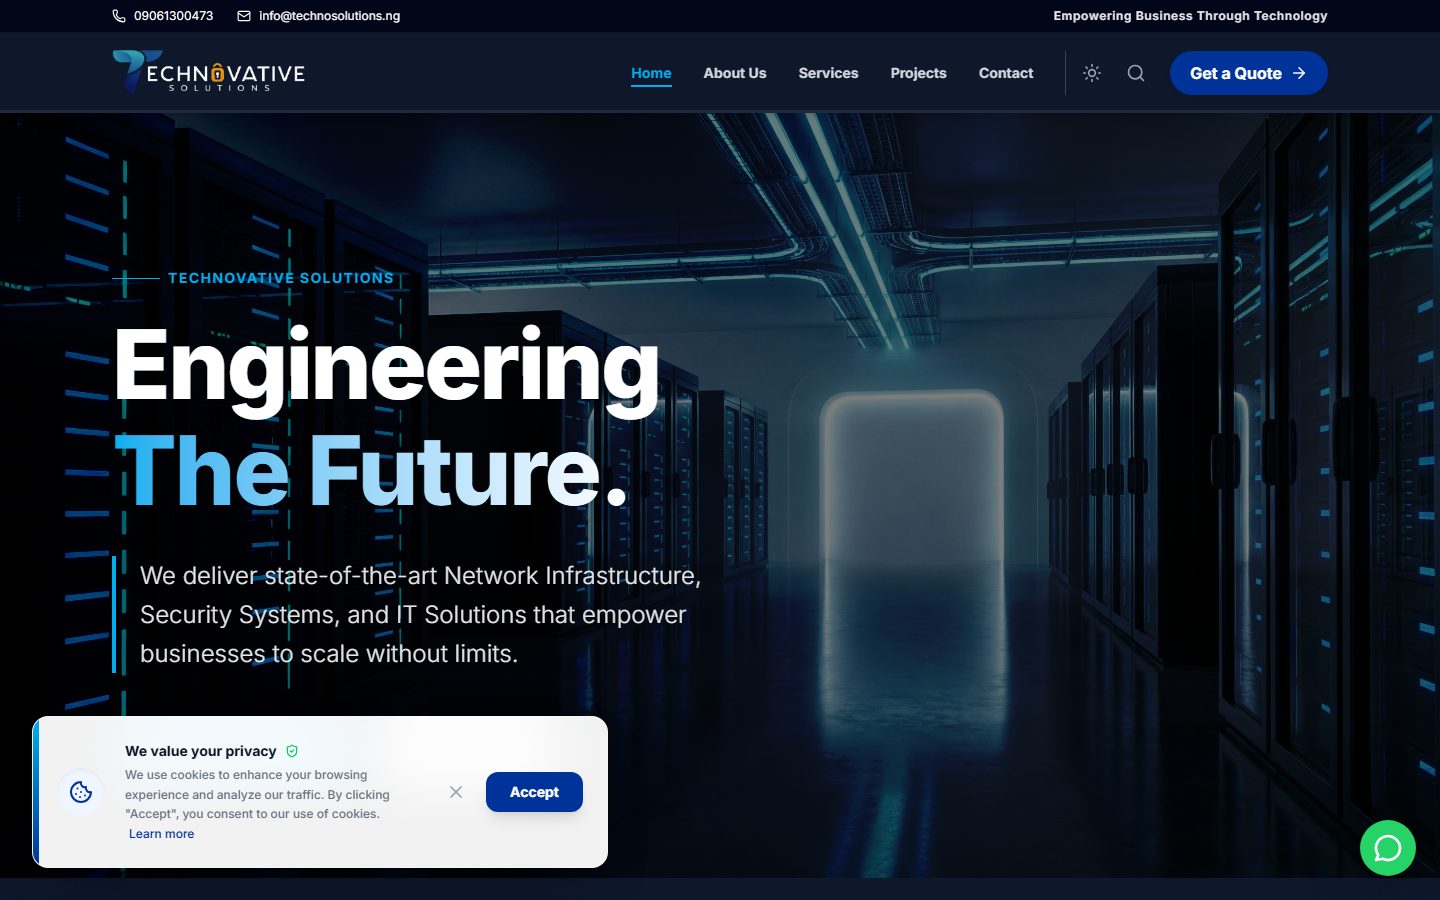 09061300473
info@technosolutions.ng
Empowering Business Through Technology
TECHNOVATIVE
SOLUTIONS
Home
About Us
Services
Projects
Contact
Get a Quote
TECHNOVATIVE SOLUTIONS
Engineering
The Future.
We deliver state-of-the-art Network Infrastructure,
Security Systems, and IT Solutions that empower
businesses to scale without limits.
We value your privacy
We use cookies to enhance your browsing
experience and analyze our traffic. By clicking
"Accept", you consent to our use of cookies.
Learn more
Accept